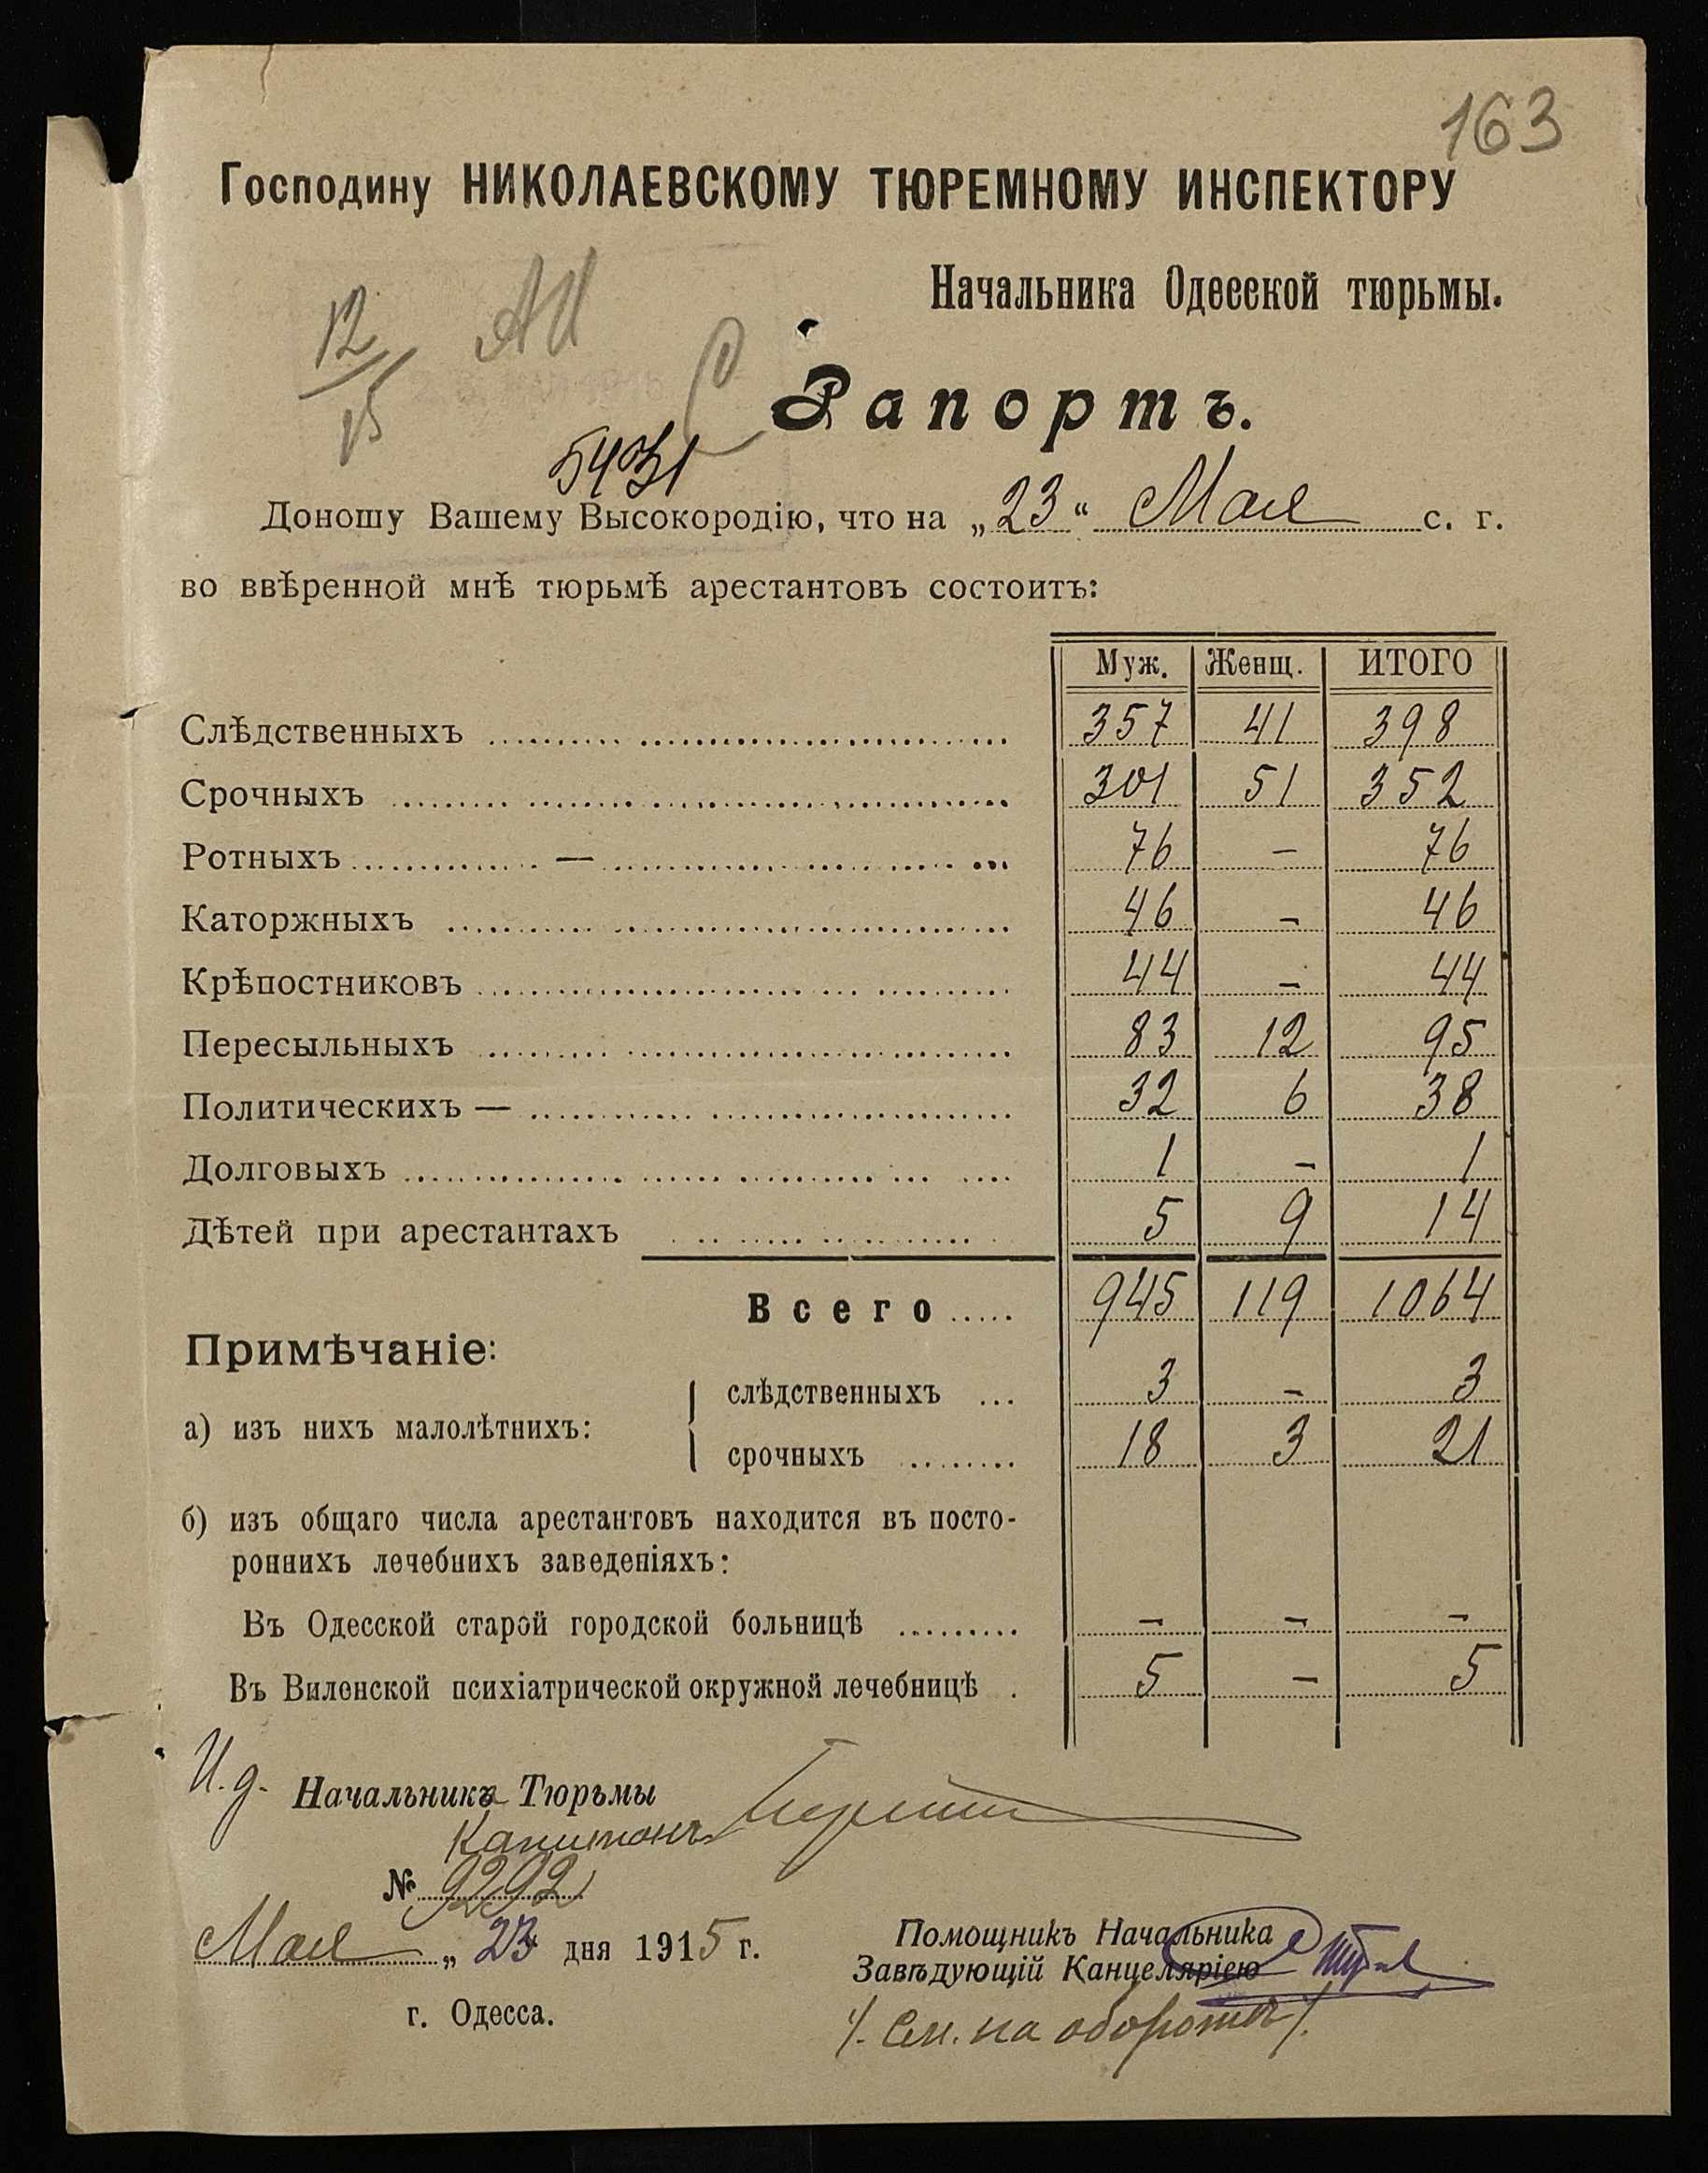 163
Господину НИКОЛАЕВСКОМУ ТЮРЕМНОМУ ИНСПЕКТОРУ
Начальника Одесской тюрьмы.
12/15
Рапортъ.
5431
Доношу Вашему Высокородію, что на „23“ Мая с. г.
во ввѣренной мнѣ тюрьмѣ арестантовъ состоитъ:
Муж. Женщ. ИТОГО
Слѣдственныхъ 357 41 398
Срочныхъ 301 51 352
Ротныхъ — 76 - 76
Каторжныхъ 46 - 46
Крѣпостниковъ 44 - 44
Пересыльныхъ 83 12 95
Политическихъ — 32 6 38
Долговыхъ 1 - 1
Дѣтей при арестантахъ 5 9 14
Всего 945 119 1064
Примѣчаніе:
а) изъ нихъ малолѣтнихъ:
слѣдственныхъ 3 - 3
срочныхъ 18 3 21
б) изъ общаго числа арестантовъ находится въ посто-
роннихъ лечебнихъ заведеніяхъ:
Въ Одесской старой городской больницѣ - - -
Въ Виленской психіатрической окружной лечебницѣ 5 - 5
И.д. Начальника Тюрьмы
Капитанъ
№ 9292
Мая „23“ дня 1915 г.
г. Одесса.
Помощникъ Начальника
Завѣдующій Канцеляріею
/. См. на оборотѣ /.